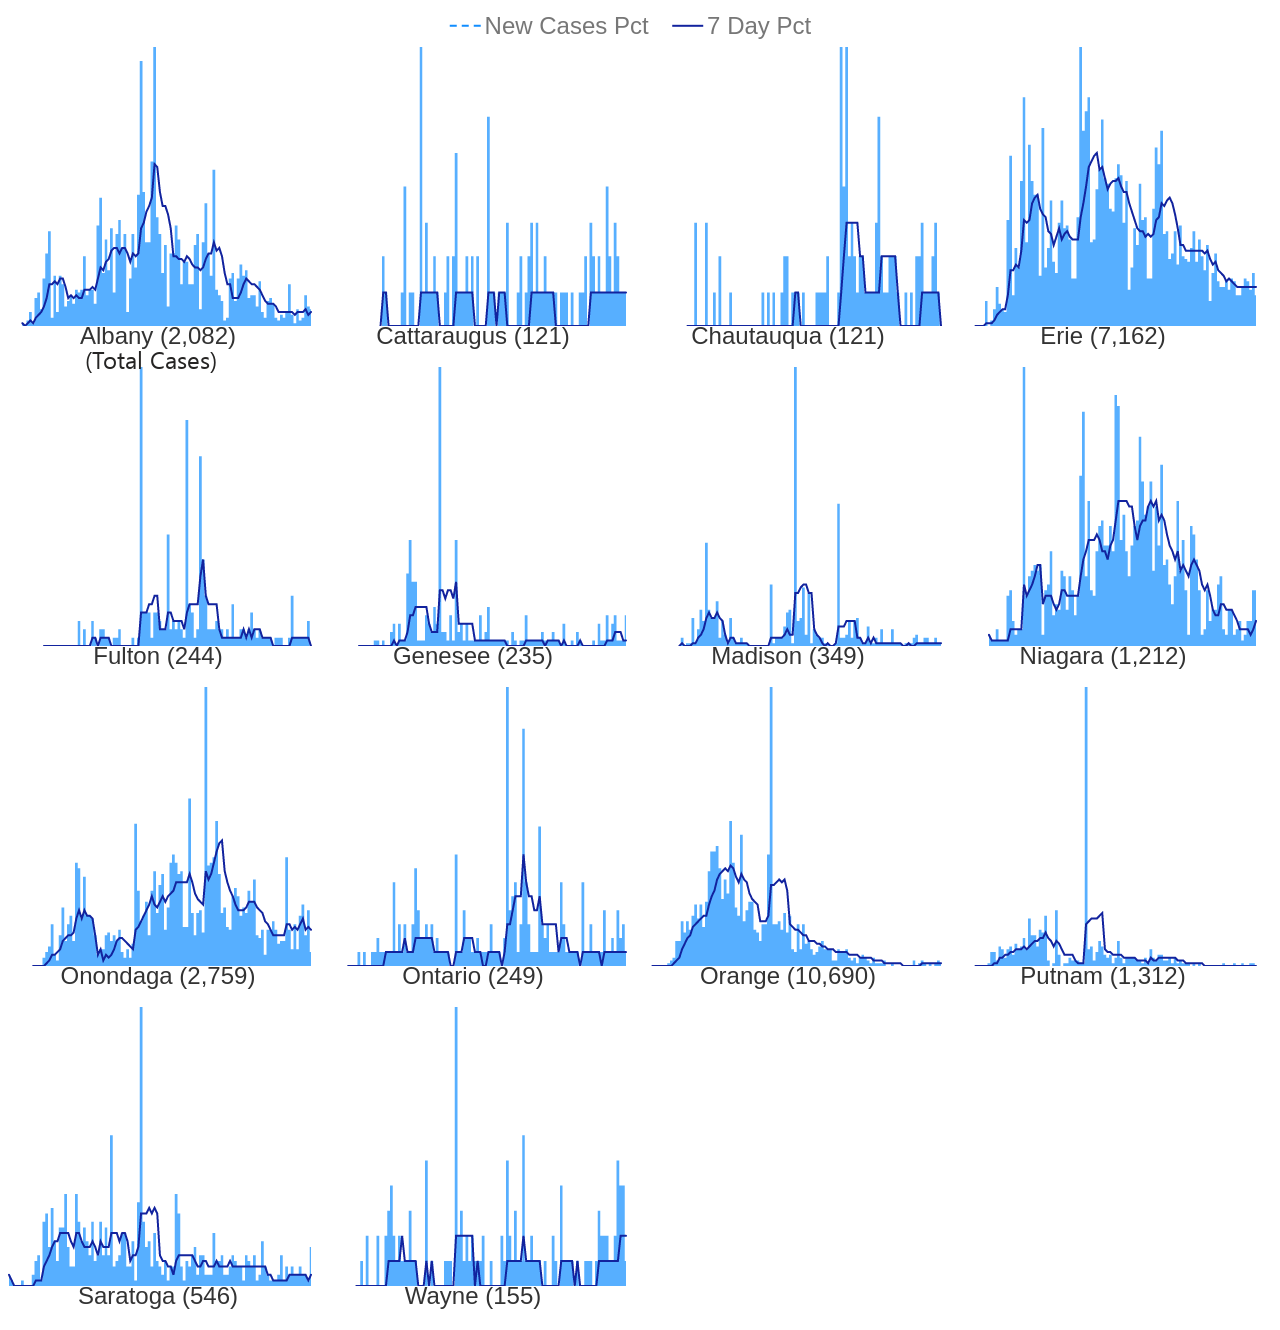 New Cases Pct 7 Day Pct
Albany (2,082) Cattaraugus (121) Chautauqua (121) Erie (7,162)
(Total Cases)
Fulton (244) Genesee (235) Madison (349) Niagara (1,212)
Onondaga (2,759) Ontario (249) Orange (10,690) Putnam (1,312)
Saratoga (546) Wayne (155)